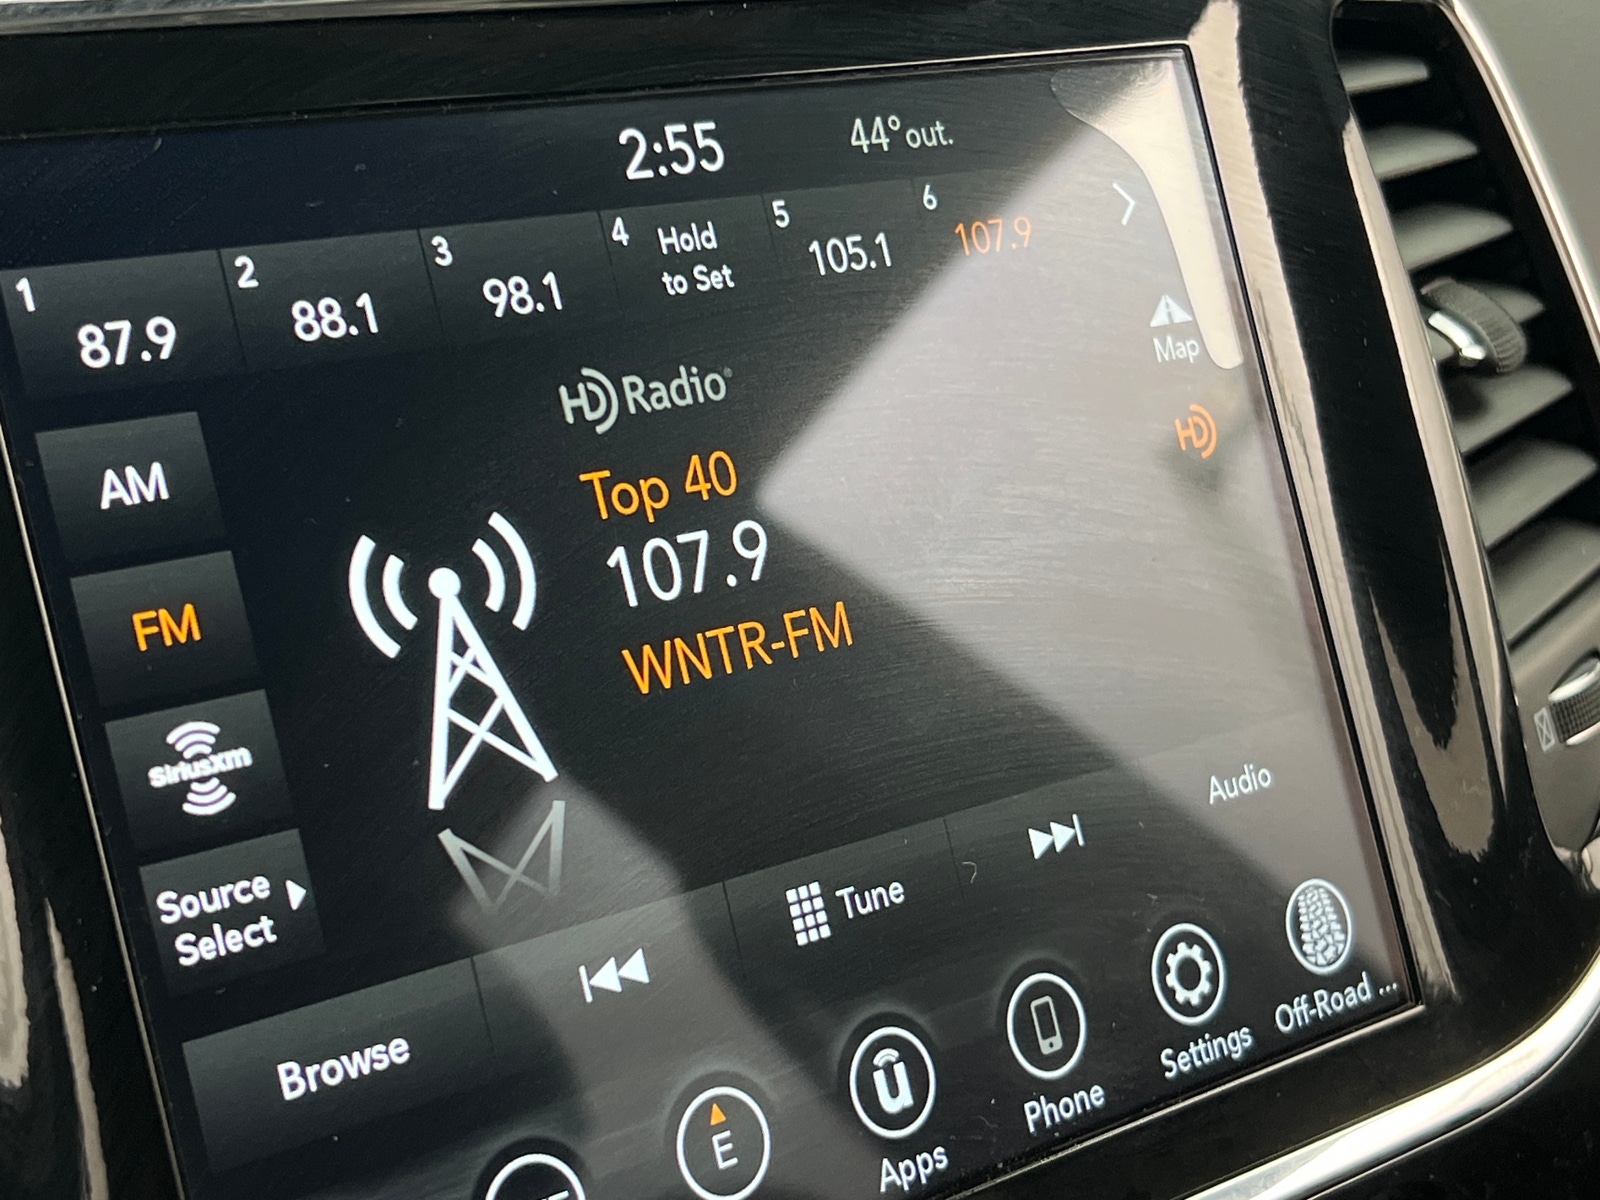 2:55
44° out.
1
87.9
2
88.1
3
98.1
4
Hold
to Set
5
105.1
6
107.9
Map
HD Radio®
HD
AM
FM
siriusxm
Source
Select
Top 40
107.9
WNTR-FM
Browse
Tune
Audio
E
Apps
Phone
Settings
Off-Road ...